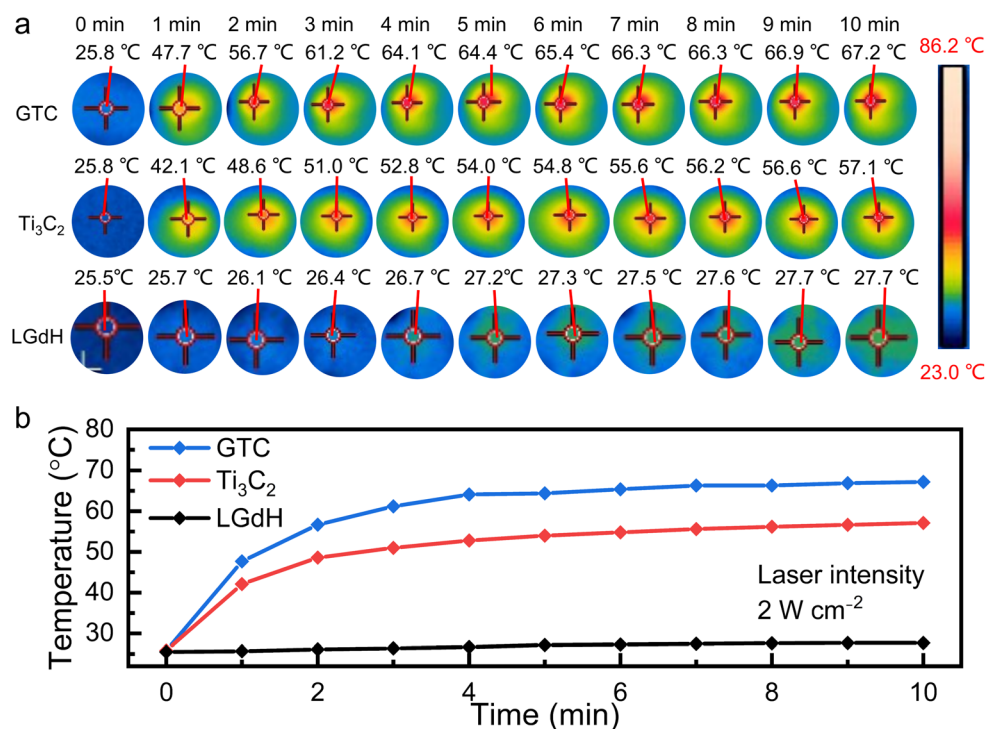 a
0 min 1 min 2 min 3 min 4 min 5 min 6 min 7 min 8 min 9 min 10 min
25.8 ℃ 47.7 ℃ 56.7 ℃ 61.2 ℃ 64.1 ℃ 64.4 ℃ 65.4 ℃ 66.3 ℃ 66.3 ℃ 66.9 ℃ 67.2 ℃
86.2 ℃
GTC
25.8 ℃ 42.1 ℃ 48.6 ℃ 51.0 ℃ 52.8 ℃ 54.0 ℃ 54.8 ℃ 55.6 ℃ 56.2 ℃ 56.6 ℃ 57.1 ℃
Ti₃C₂
25.5℃ 25.7 ℃ 26.1 ℃ 26.4 ℃ 26.7 ℃ 27.2℃ 27.3 ℃ 27.5 ℃ 27.6 ℃ 27.7 ℃ 27.7 ℃
LGdH
23.0 ℃
b
Temperature (°C)
80
70
60
50
40
30
GTC
Ti₃C₂
LGdH
Laser intensity
2 W cm⁻²
0 2 4 6 8 10
Time (min)